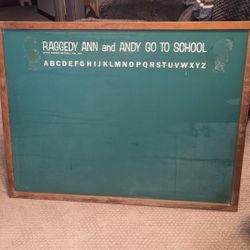 RAGGEDY ANN and ANDY GO TO SCHOOL
ABCDEFGHIJKLMNOPQRSTUVWXYZ